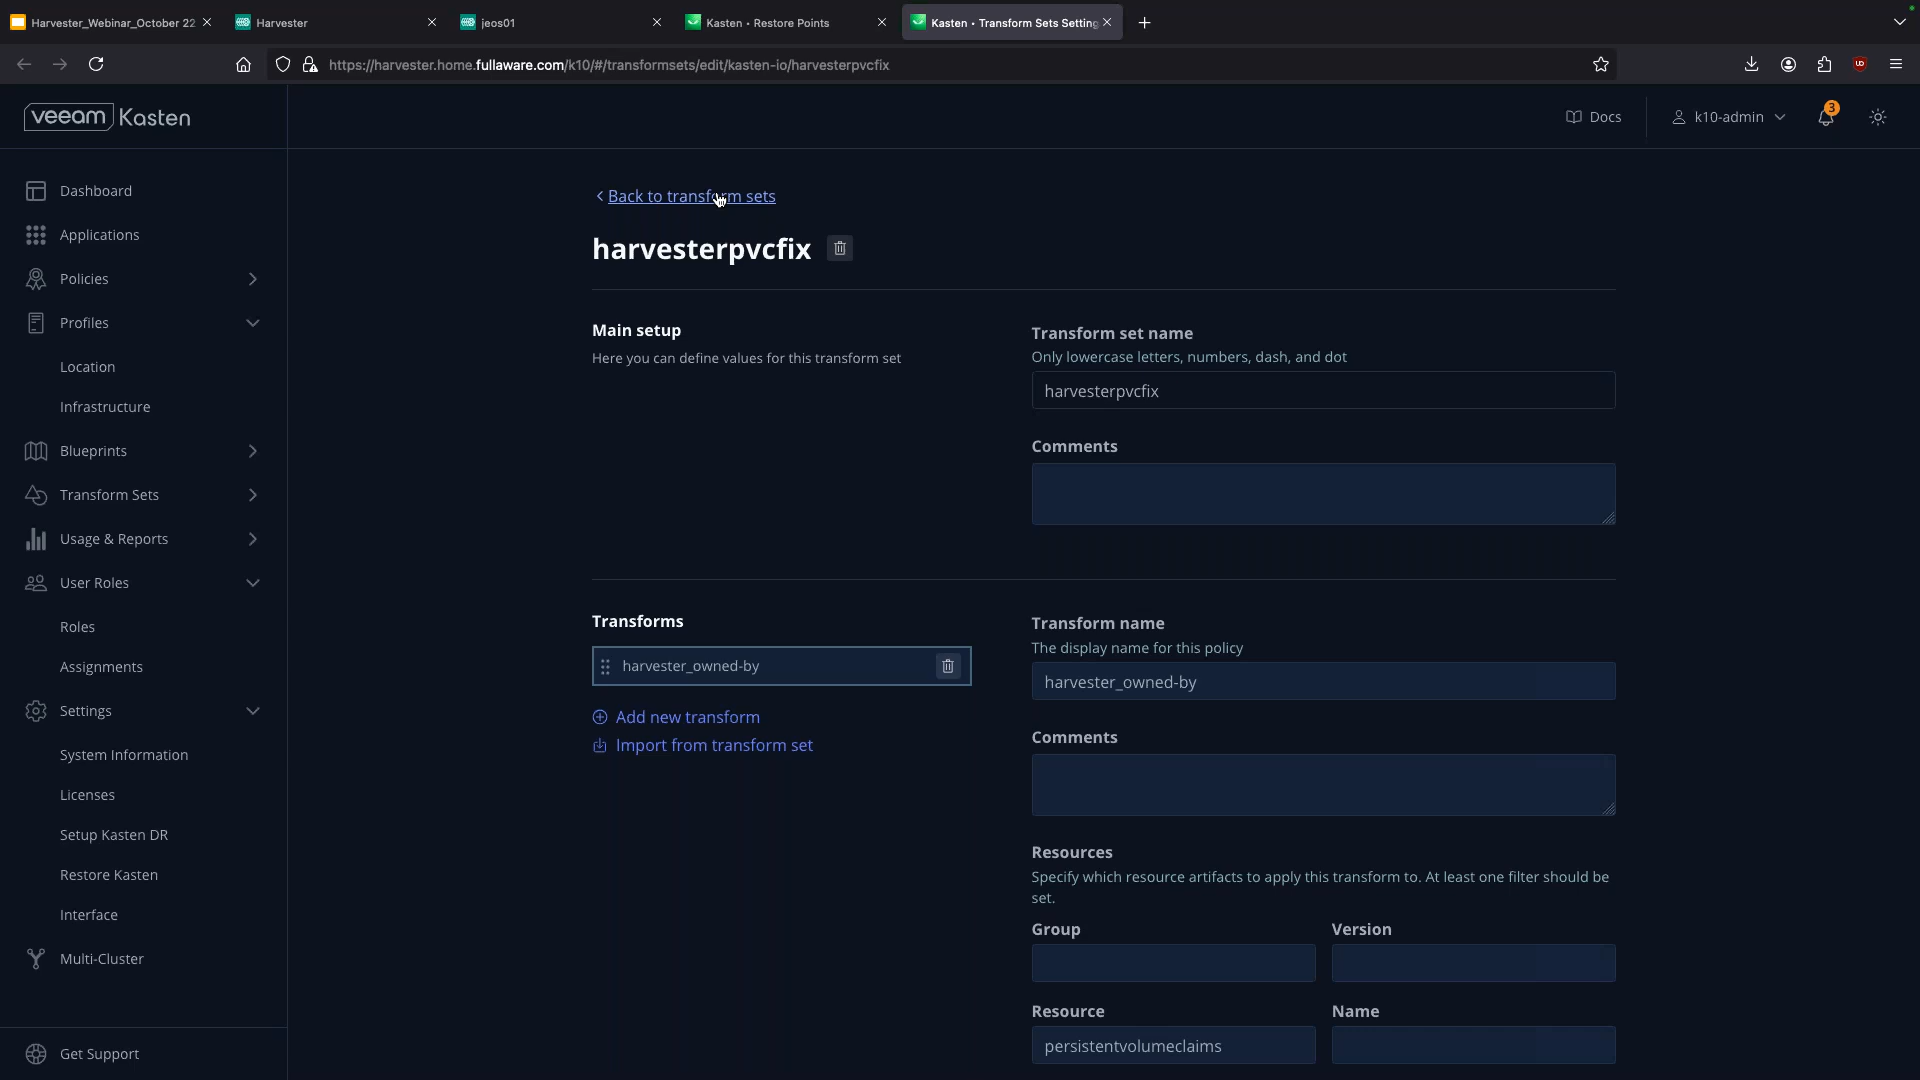 Harvester_Webinar_October 22
Harvester
jeos01
Kasten • Restore Points
Kasten • Transform Sets Setting
https://harvester.home.fullaware.com/k10/#/transformsets/edit/kasten-io/harvesterpvcfix
veeam Kasten
Docs
k10-admin
3
Dashboard
Applications
Policies
Profiles
Location
Infrastructure
Blueprints
Transform Sets
Usage & Reports
User Roles
Roles
Assignments
Settings
System Information
Licenses
Setup Kasten DR
Restore Kasten
Interface
Multi-Cluster
Get Support
Back to transform sets
harvesterpvcfix
Main setup
Here you can define values for this transform set
Transform set name
Only lowercase letters, numbers, dash, and dot
harvesterpvcfix
Comments
Transforms
harvester_owned-by
Add new transform
Import from transform set
Transform name
The display name for this policy
harvester_owned-by
Comments
Resources
Specify which resource artifacts to apply this transform to. At least one filter should be
set.
Group
Version
Resource
Name
persistentvolumeclaims